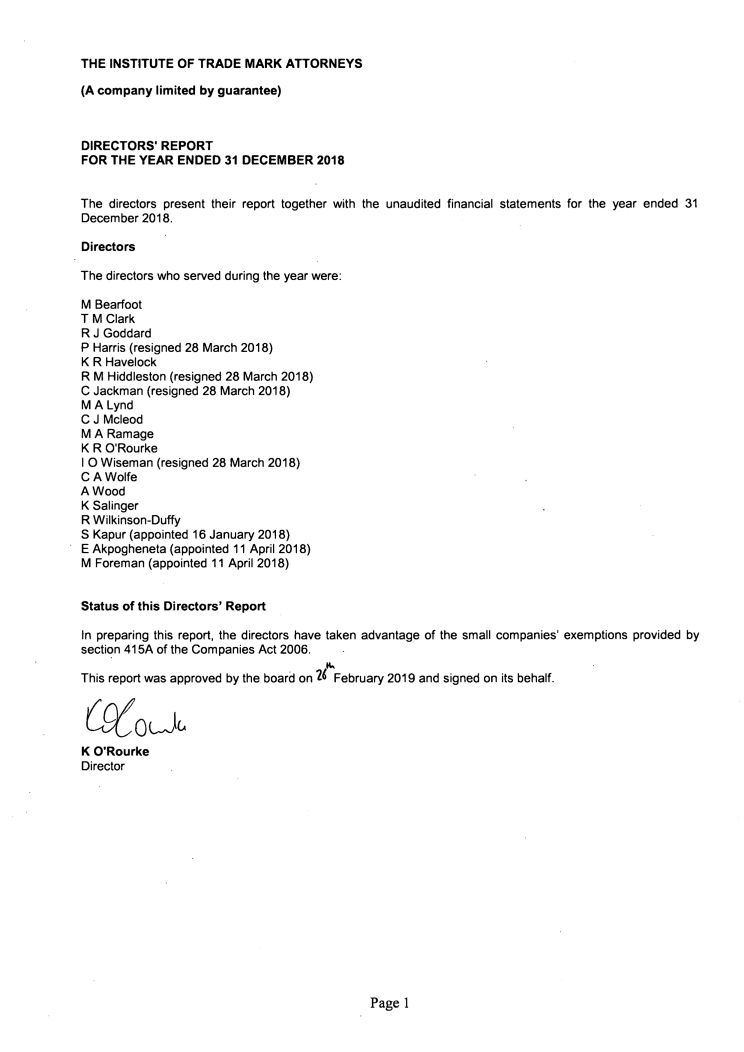 THE INSTITUTE OF TRADE MARK ATTORNEYS
(A company limited by guarantee)
DIRECTORS' REPORT
FOR THE YEAR ENDED 31 DECEMBER 2018
The directors present their report together with the unaudited financial statements for the year ended 31
December 2018.
Directors
The directors who served during the year were:
M Bearfoot
T M Clark
R J Goddard
P Harris (resigned 28 March 2018)
K R Havelock
R M Hiddleston (resigned 28 March 2018)
C Jackman (resigned 28 March 2018)
M A Lynd
C J Mcleod
M A Ramage
K R O'Rourke
I O Wiseman (resigned 28 March 2018)
C A Wolfe
A Wood
K Salinger
R Wilkinson-Duffy
S Kapur (appointed 16 January 2018)
E Akpogheneta (appointed 11 April 2018)
M Foreman (appointed 11 April 2018)
Status of this Directors' Report
In preparing this report, the directors have taken advantage of the small companies' exemptions provided by
section 415A of the Companies Act 2006.
This report was approved by the board on 26th February 2019 and signed on its behalf.
K O'Rourke
Director
Page 1